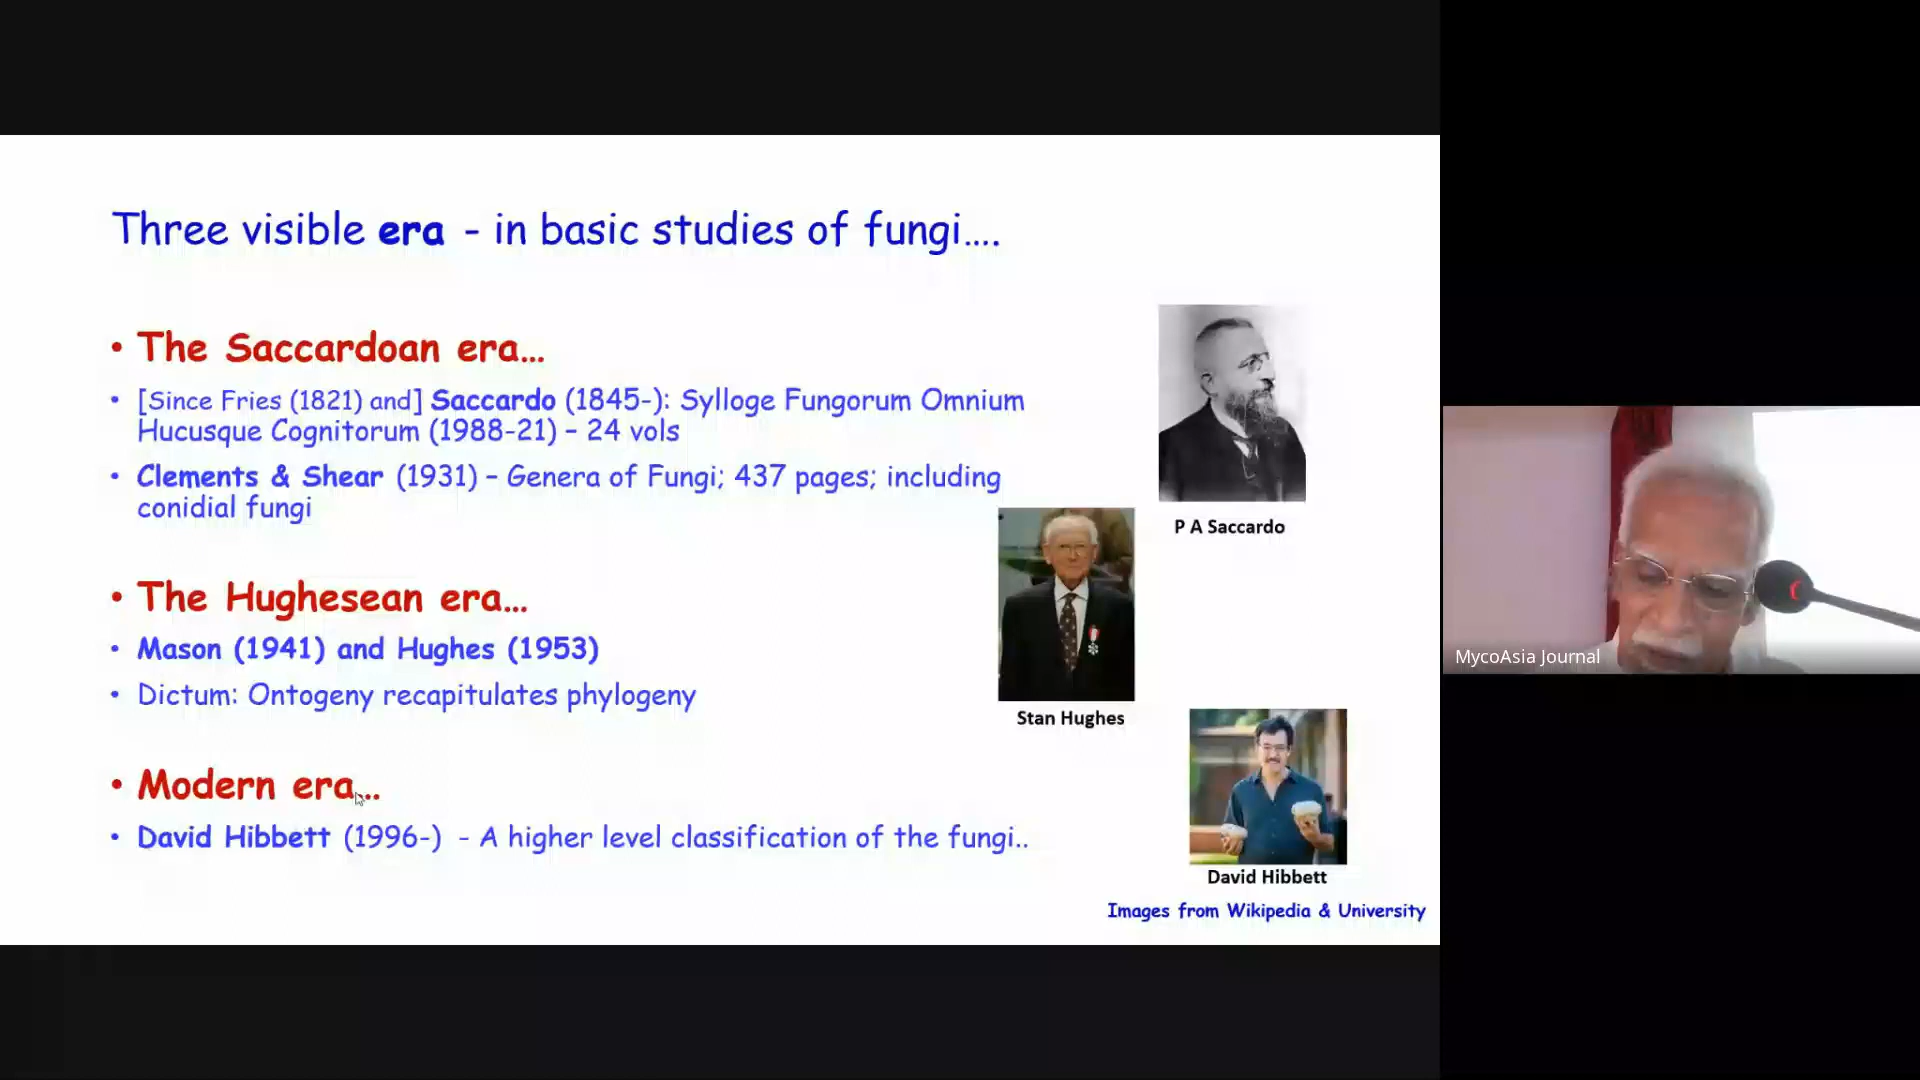 Three visible era - in basic studies of fungi....
• The Saccardoan era...
• [Since Fries (1821) and] Saccardo (1845-): Sylloge Fungorum Omnium
Hucusque Cognitorum (1988-21) – 24 vols
• Clements & Shear (1931) – Genera of Fungi; 437 pages; including
conidial fungi
P A Saccardo
• The Hughesean era...
• Mason (1941) and Hughes (1953)
• Dictum: Ontogeny recapitulates phylogeny
Stan Hughes
• Modern era...
• David Hibbett (1996-) - A higher level classification of the fungi..
David Hibbett
Images from Wikipedia & University
MycoAsia Journal